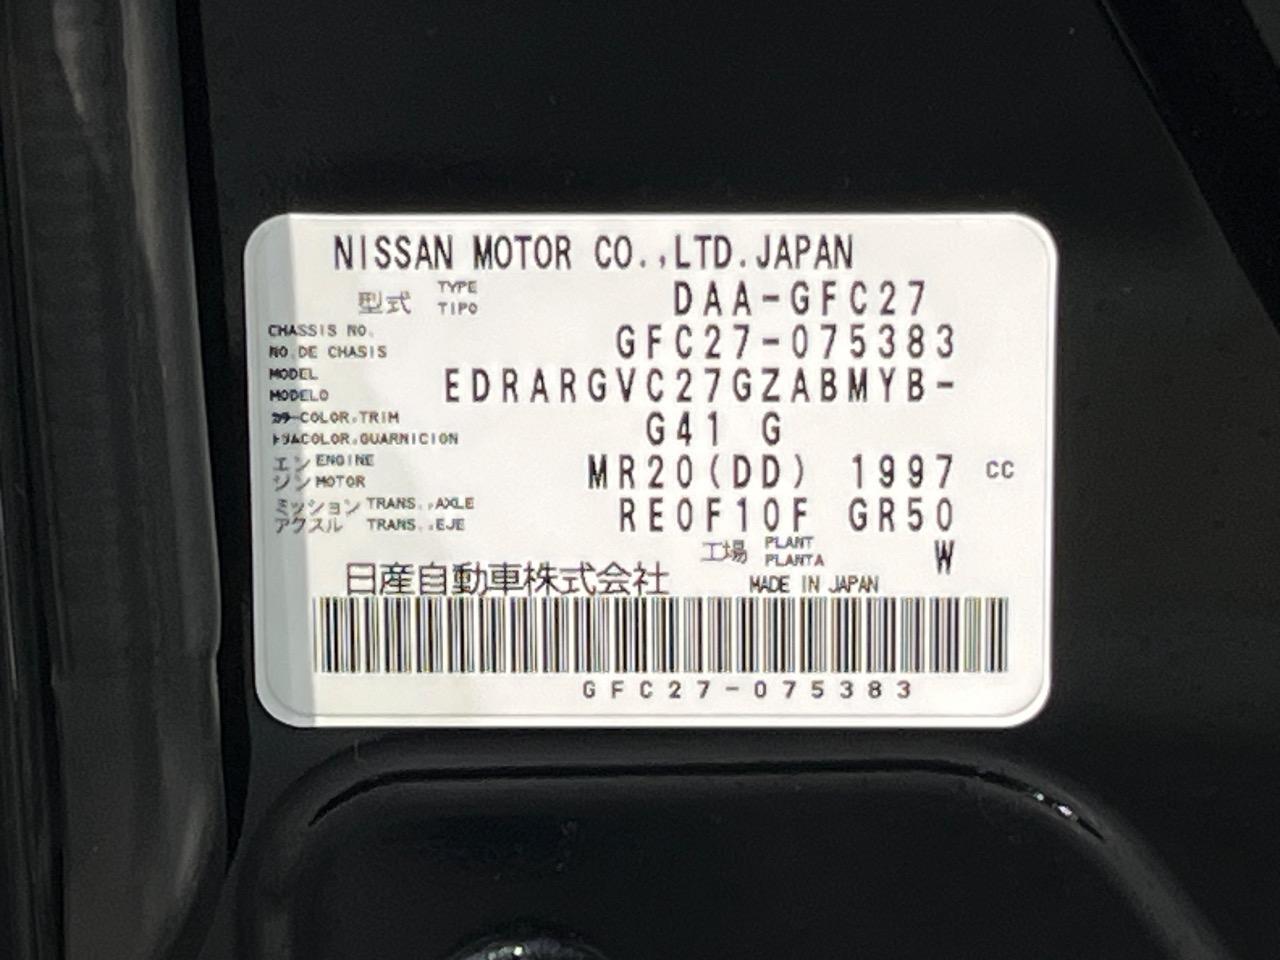 NISSAN MOTOR CO.,LTD.JAPAN
型式 TYPE TIPO DAA-GFC27
CHASSIS NO. NO.DE CHASIS GFC27-075383
MODEL MODELO EDRARGVC27GZABMYB-
カラー COLOR,TRIM トリム COLOR,GUARNICION G41 G
エンジン ENGINE MOTOR MR20(DD) 1997 CC
ミッション TRANS.,AXLE アクスル TRANS.,EJE RE0F10F GR50
工場 PLANT PLANTA W
日産自動車株式会社 MADE IN JAPAN
GFC27-075383